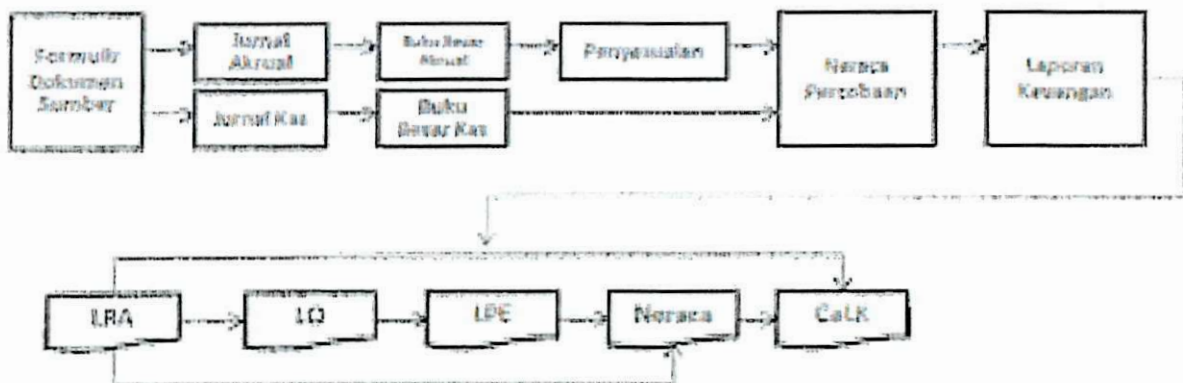 Formulir
Dokumen
Sumber
Jurnal
Akrual
Buku Besar
Akrual
Penyesuaian
Neraca
Percobaan
Laporan
Keuangan
Jurnal Kas
Buku
Besar Kas
LRA
LO
LPE
Neraca
CaLK